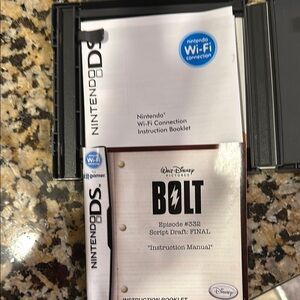 NINTENDO DS
nintendo
Wi-Fi
connection
Nintendo®
Wi-Fi Connection
Instruction Booklet
Wi-Fi
NINTENDO DS
WALT DISNEY
PICTURES
BOLT
Episode #332
Script Draft: FINAL
"Instruction Manual"
Disney
INSTRUCTION BOOKLET